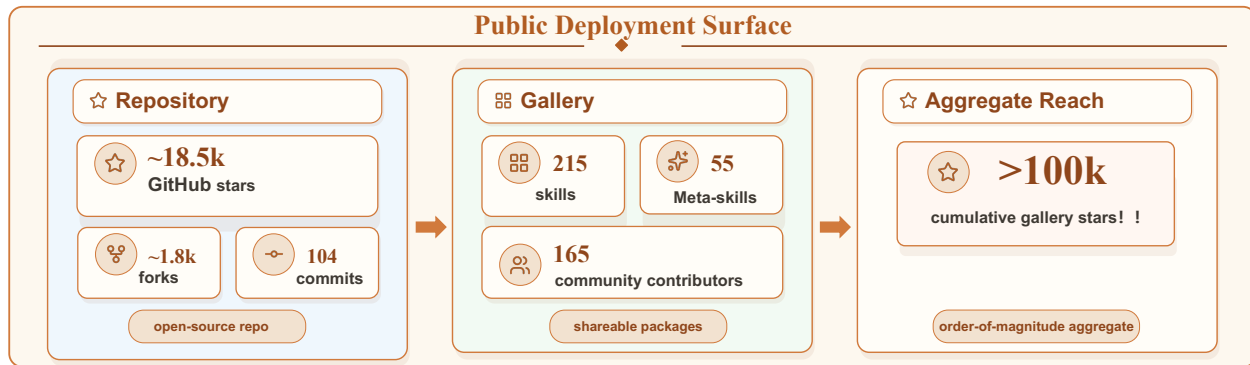 Public Deployment Surface
Repository
~18.5k
GitHub stars
~1.8k
forks
104
commits
open-source repo
Gallery
215
skills
55
Meta-skills
165
community contributors
shareable packages
Aggregate Reach
>100k
cumulative gallery stars！！
order-of-magnitude aggregate